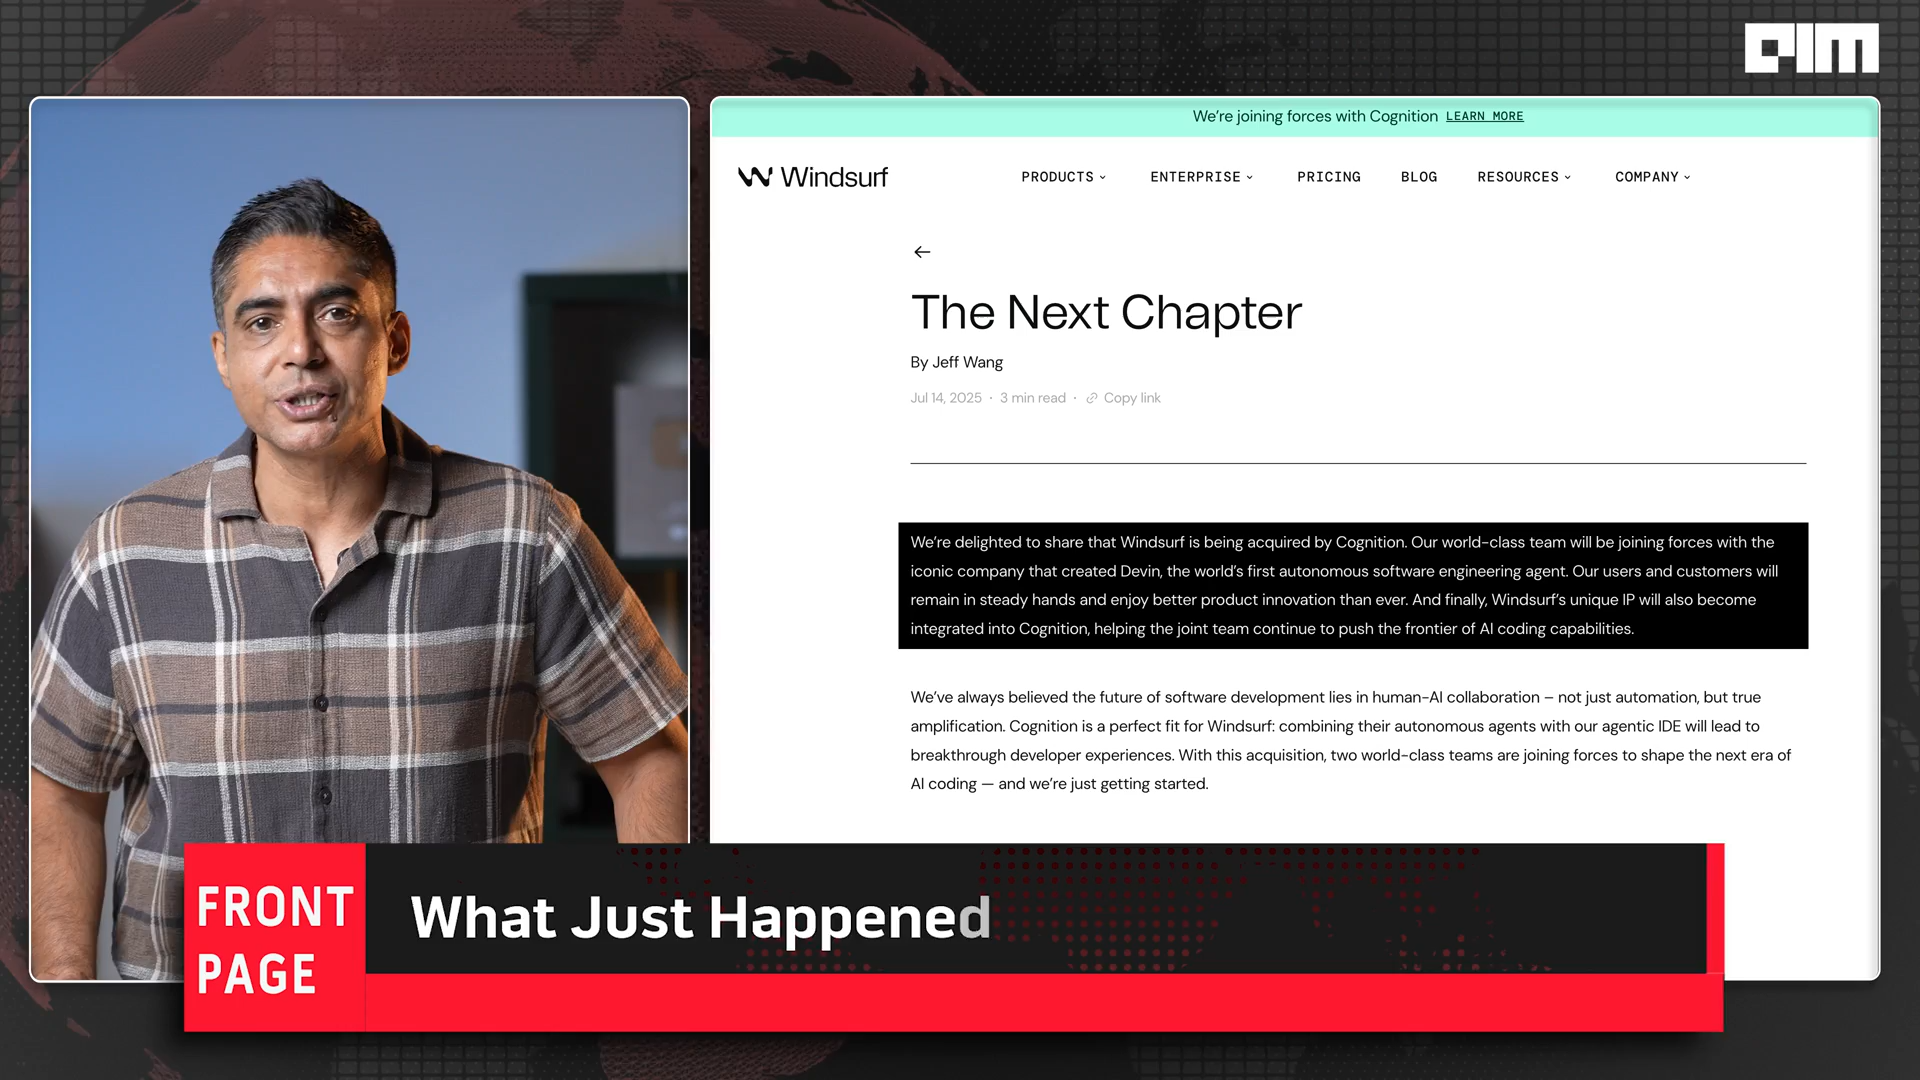 AIM
We're joining forces with Cognition LEARN MORE
Windsurf PRODUCTS ENTERPRISE PRICING BLOG RESOURCES COMPANY
The Next Chapter
By Jeff Wang
Jul 14, 2025 · 3 min read · Copy link
We're delighted to share that Windsurf is being acquired by Cognition. Our world-class team will be joining forces with the
iconic company that created Devin, the world's first autonomous software engineering agent. Our users and customers will
remain in steady hands and enjoy better product innovation than ever. And finally, Windsurf's unique IP will also become
integrated into Cognition, helping the joint team continue to push the frontier of AI coding capabilities.
We've always believed the future of software development lies in human-AI collaboration – not just automation, but true
amplification. Cognition is a perfect fit for Windsurf: combining their autonomous agents with our agentic IDE will lead to
breakthrough developer experiences. With this acquisition, two world-class teams are joining forces to shape the next era of
AI coding — and we're just getting started.
FRONT
PAGE
What Just Happened